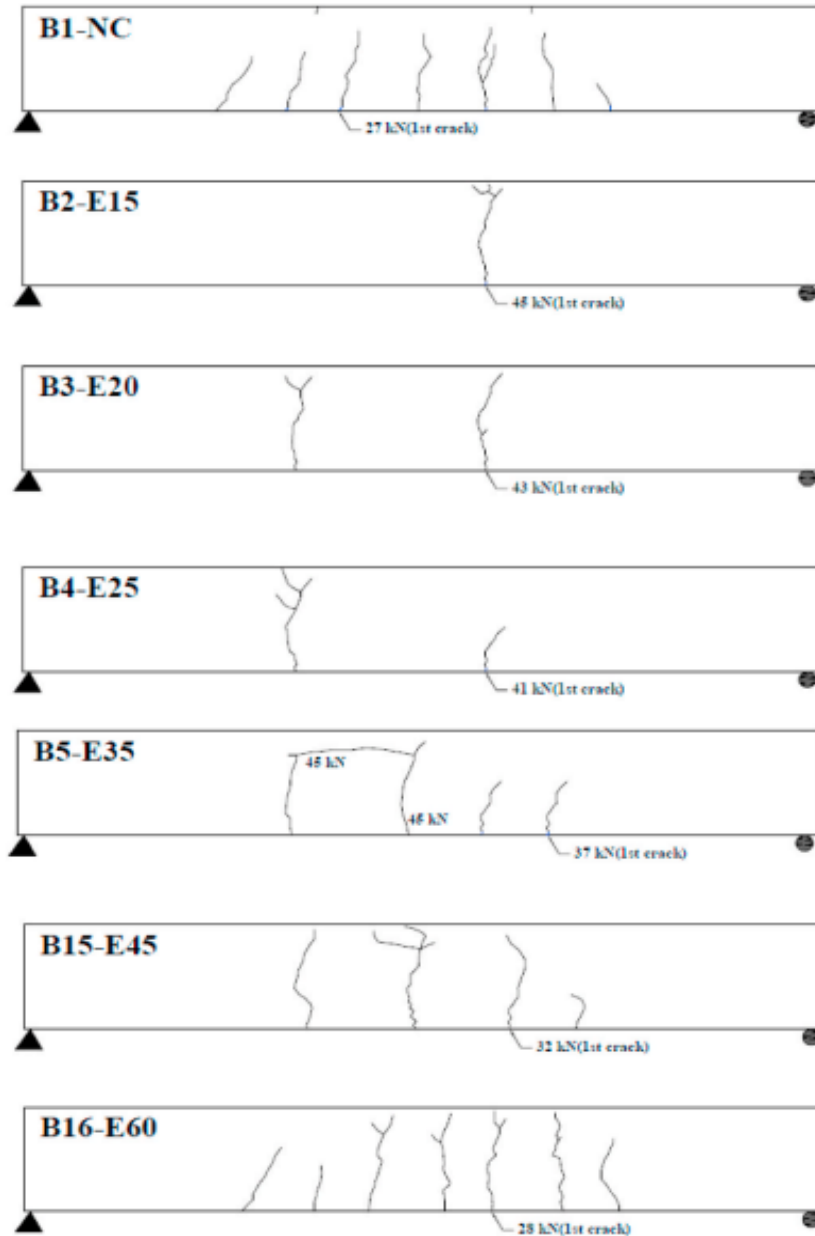 B1-NC
27 kN(1st crack)
B2-E15
45 kN(1st crack)
B3-E20
43 kN(1st crack)
B4-E25
41 kN(1st crack)
B5-E35
45 kN
45 kN
37 kN(1st crack)
B15-E45
32 kN(1st crack)
B16-E60
28 kN(1st crack)